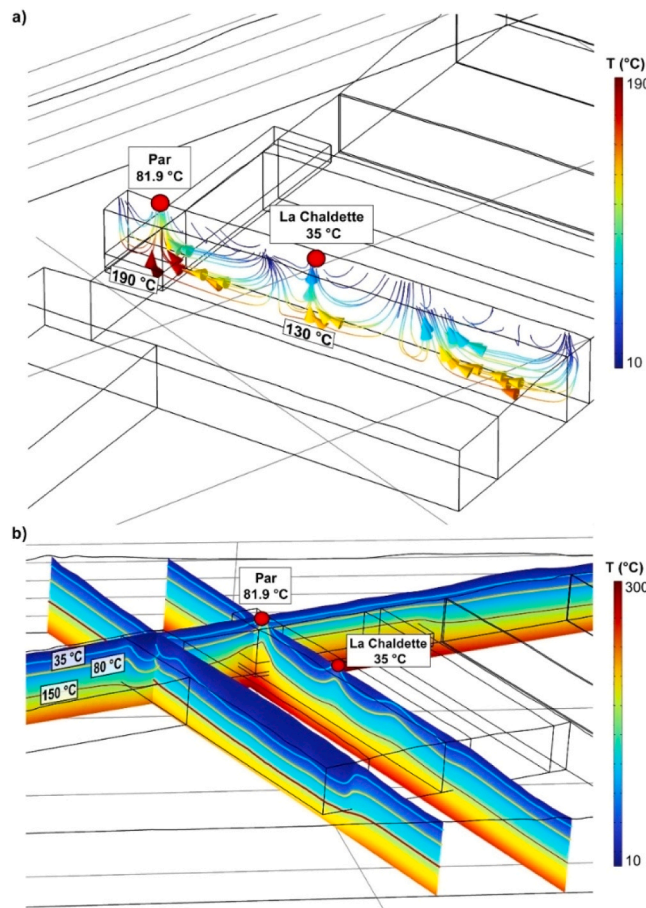 a)
T (°C)
190
Par
81.9 °C
La Chaldette
35 °C
190 °C
130 °C
10
b)
T (°C)
300
Par
81.9 °C
La Chaldette
35 °C
35 °C
80 °C
150 °C
10